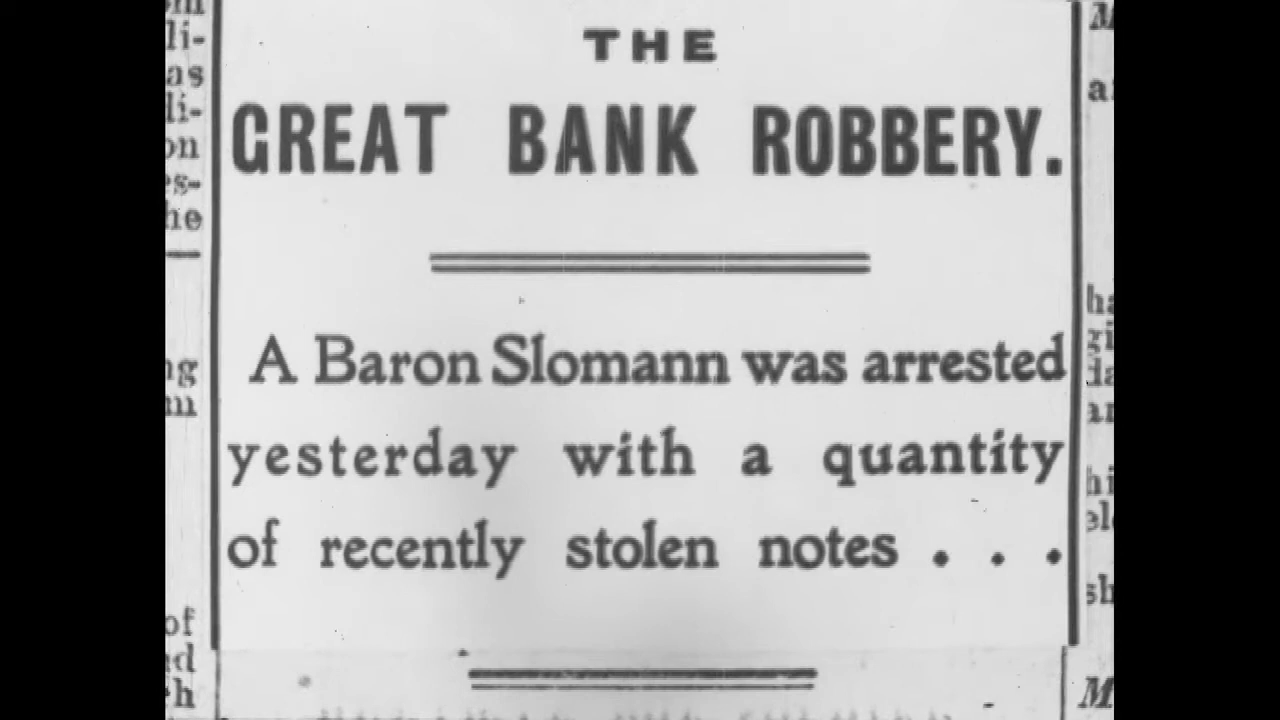 THE
GREAT BANK ROBBERY.
A Baron Slomann was arrested
yesterday with a quantity
of recently stolen notes . . .